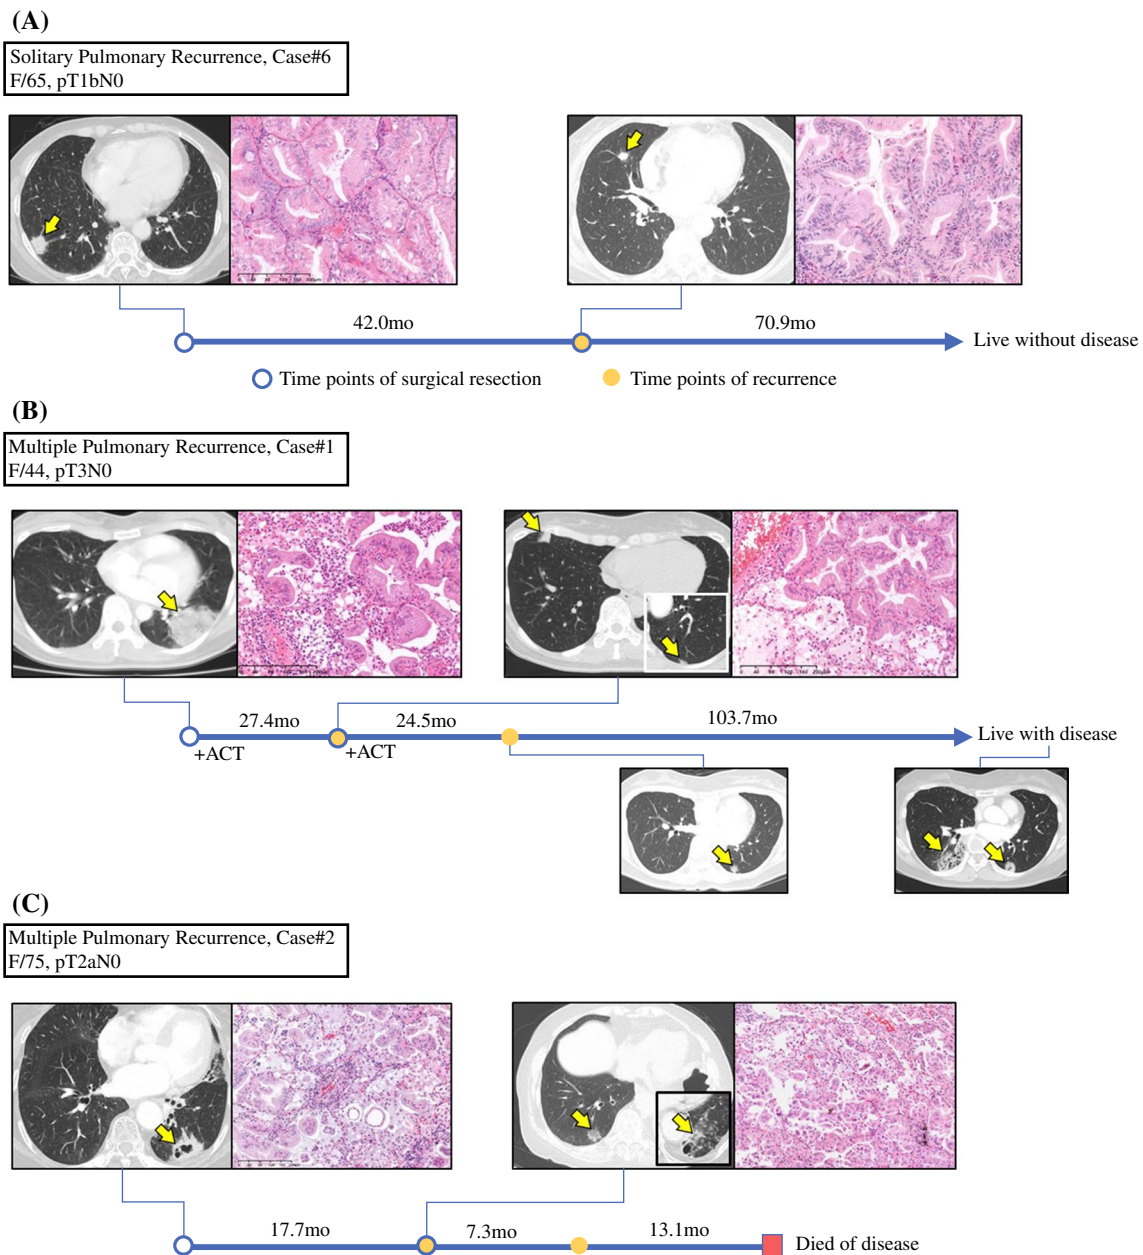 (A)
Solitary Pulmonary Recurrence, Case#6
F/65, pT1bN0
42.0mo
70.9mo
Live without disease
Time points of surgical resection
Time points of recurrence
(B)
Multiple Pulmonary Recurrence, Case#1
F/44, pT3N0
27.4mo
24.5mo
103.7mo
Live with disease
+ACT
+ACT
(C)
Multiple Pulmonary Recurrence, Case#2
F/75, pT2aN0
17.7mo
7.3mo
13.1mo
Died of disease